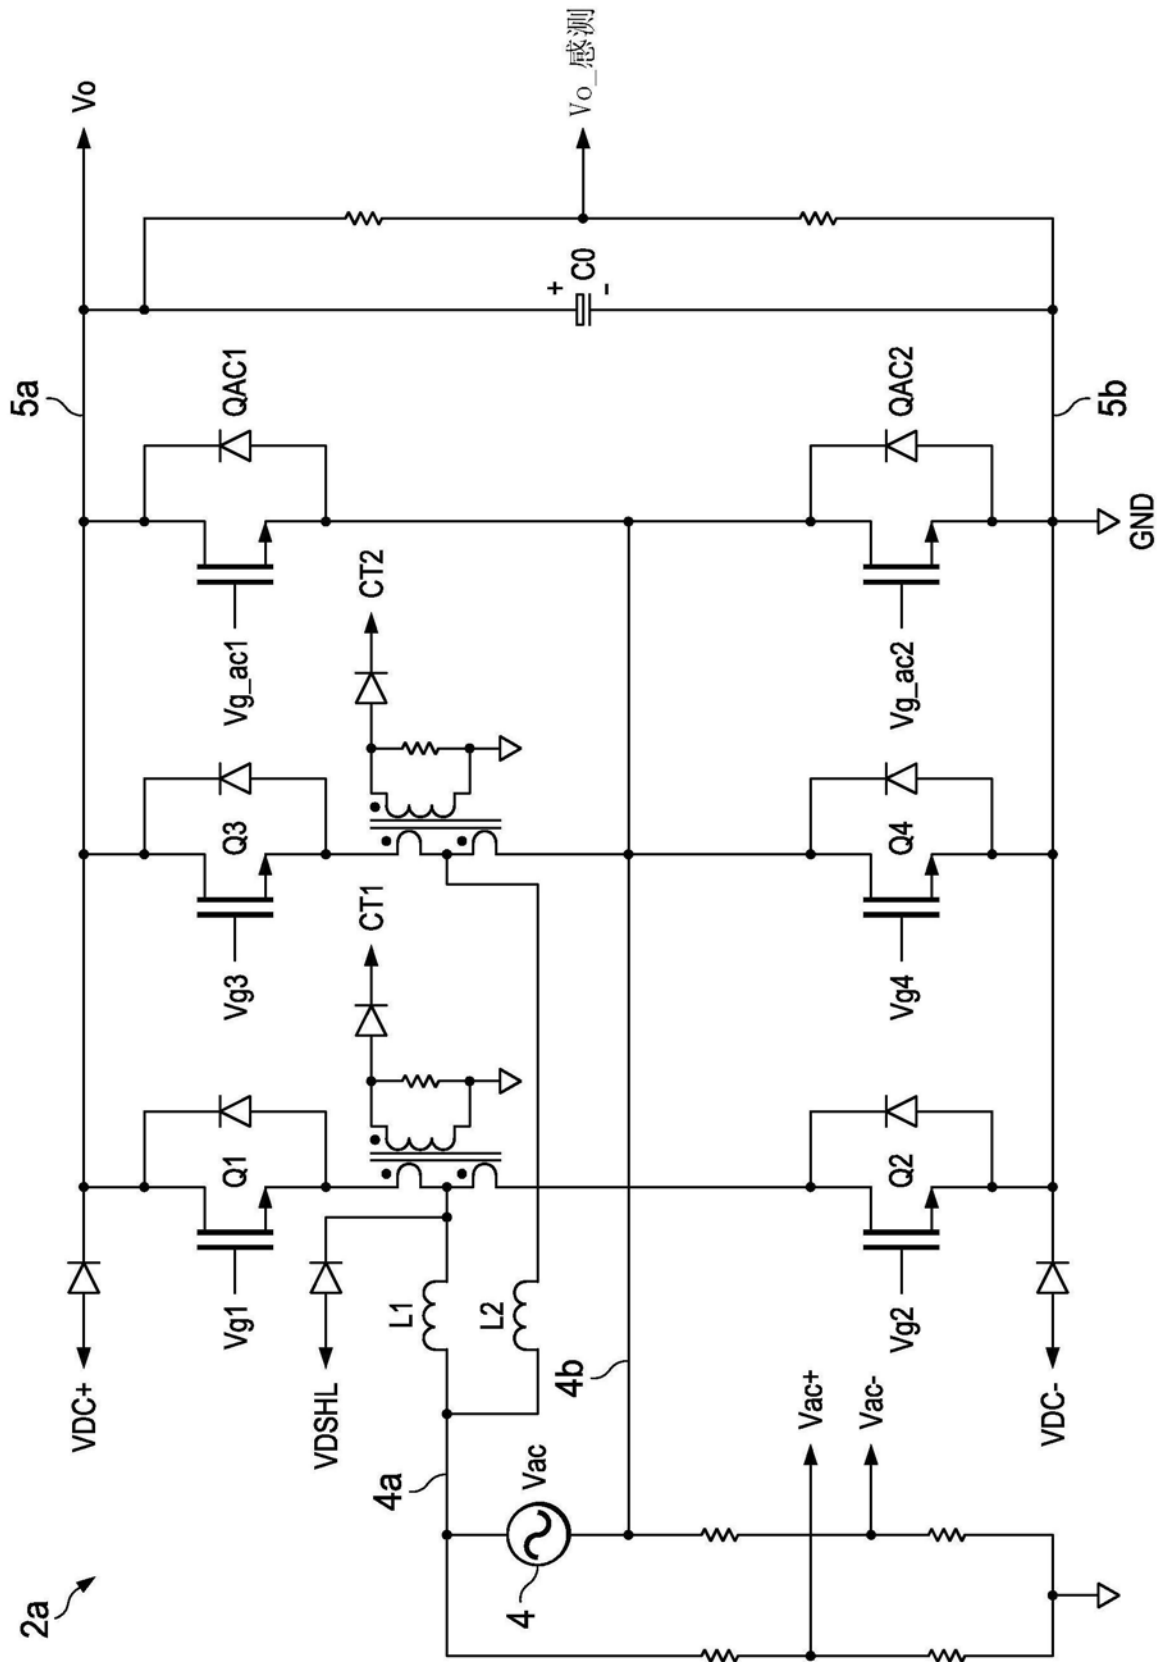 2a
5a
Vo
VDC+
Vg1
Q1
Vg3
Q3
Vg_ac1
QAC1
VDSHL
CT1
CT2
4a
L1
L2
Vac
4
4b
+
C0
-
Vo_感测
Vac+
Vac-
Vg2
Q2
Vg4
Q4
Vg_ac2
QAC2
VDC-
5b
GND